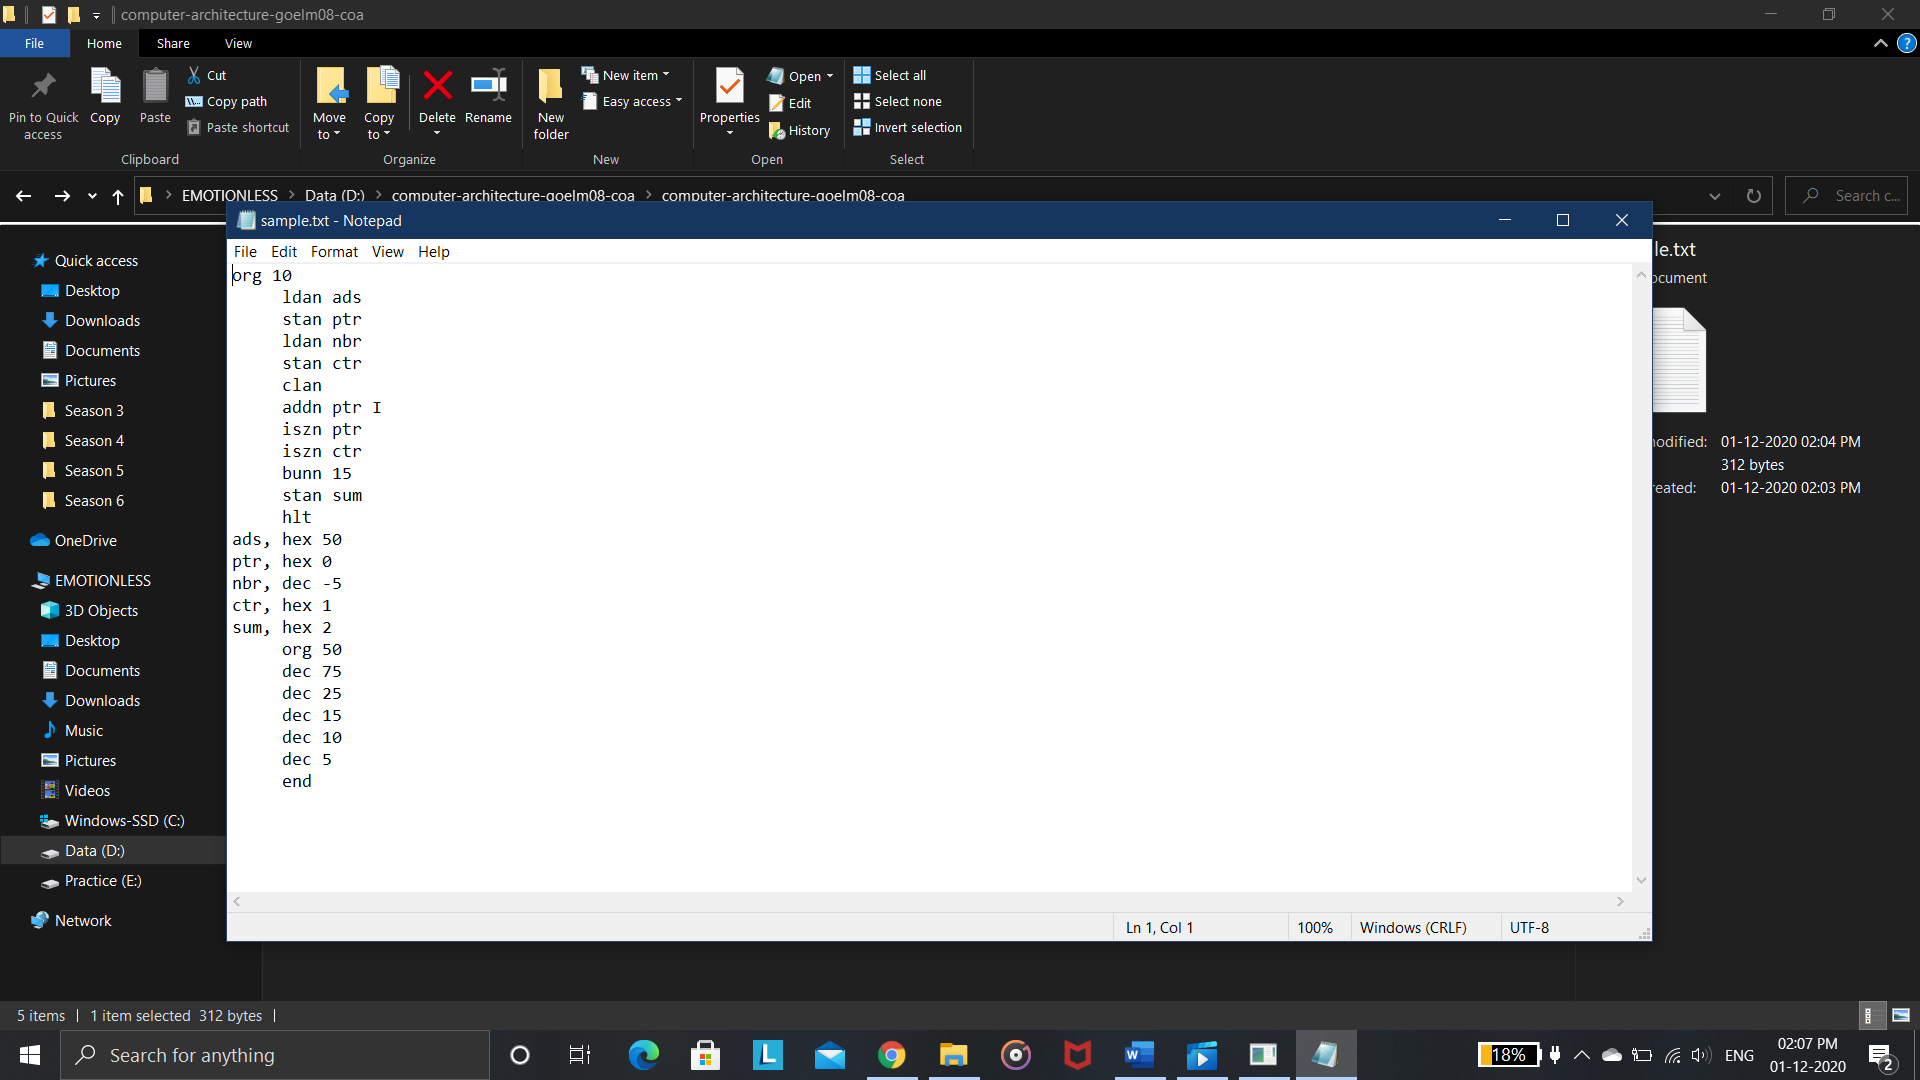 computer-architecture-goelm08-coa
File Home Share View
Pin to Quick access
Copy
Paste
Cut
Copy path
Paste shortcut
Clipboard
Move to
Copy to
Delete
Rename
Organize
New folder
New item
Easy access
New
Properties
Open
Edit
History
Open
Select all
Select none
Invert selection
Select
EMOTIONLESS Data (D:) computer-architecture-goelm08-coa computer-architecture-goelm08-coa
Search c...
Quick access
Desktop
Downloads
Documents
Pictures
Season 3
Season 4
Season 5
Season 6
OneDrive
EMOTIONLESS
3D Objects
Desktop
Documents
Downloads
Music
Pictures
Videos
Windows-SSD (C:)
Data (D:)
Practice (E:)
Network
sample.txt - Notepad
File Edit Format View Help
org 10
ldan ads
stan ptr
ldan nbr
stan ctr
clan
addn ptr I
iszn ptr
iszn ctr
bunn 15
stan sum
hlt
ads, hex 50
ptr, hex 0
nbr, dec -5
ctr, hex 1
sum, hex 2
org 50
dec 75
dec 25
dec 15
dec 10
dec 5
end
Ln 1, Col 1 100% Windows (CRLF) UTF-8
le.txt
ocument
odified: 01-12-2020 02:04 PM
312 bytes
reated: 01-12-2020 02:03 PM
5 items 1 item selected 312 bytes
Search for anything
18%
ENG
02:07 PM
01-12-2020
2